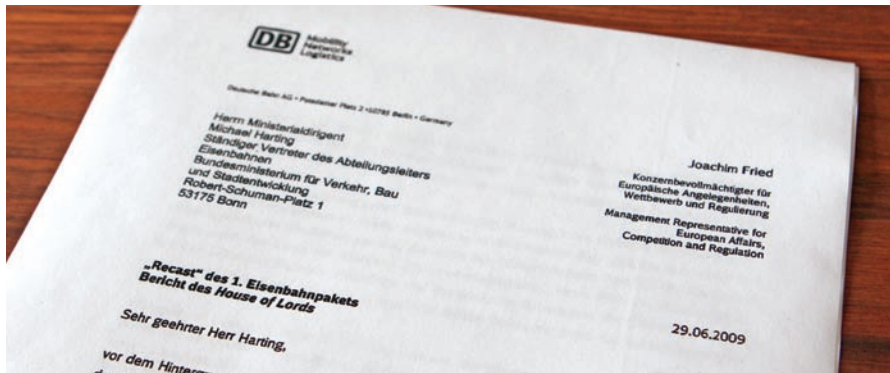 DB
Mobility
Networks
Logistics
Deutsche Bahn AG • Potsdamer Platz 2 • 10785 Berlin • Germany
Herrn Ministerialdirigent
Michael Harting
Ständiger Vertreter des Abteilungsleiters
Eisenbahnen
Bundesministerium für Verkehr, Bau
und Stadtentwicklung
Robert-Schuman-Platz 1
53175 Bonn
Joachim Fried
Konzernbevollmächtigter für
Europäische Angelegenheiten,
Wettbewerb und Regulierung
Management Representative for
European Affairs,
Competition and Regulation
„Recast“ des 1. Eisenbahnpakets
Bericht des House of Lords
29.06.2009
Sehr geehrter Herr Harting,
vor dem